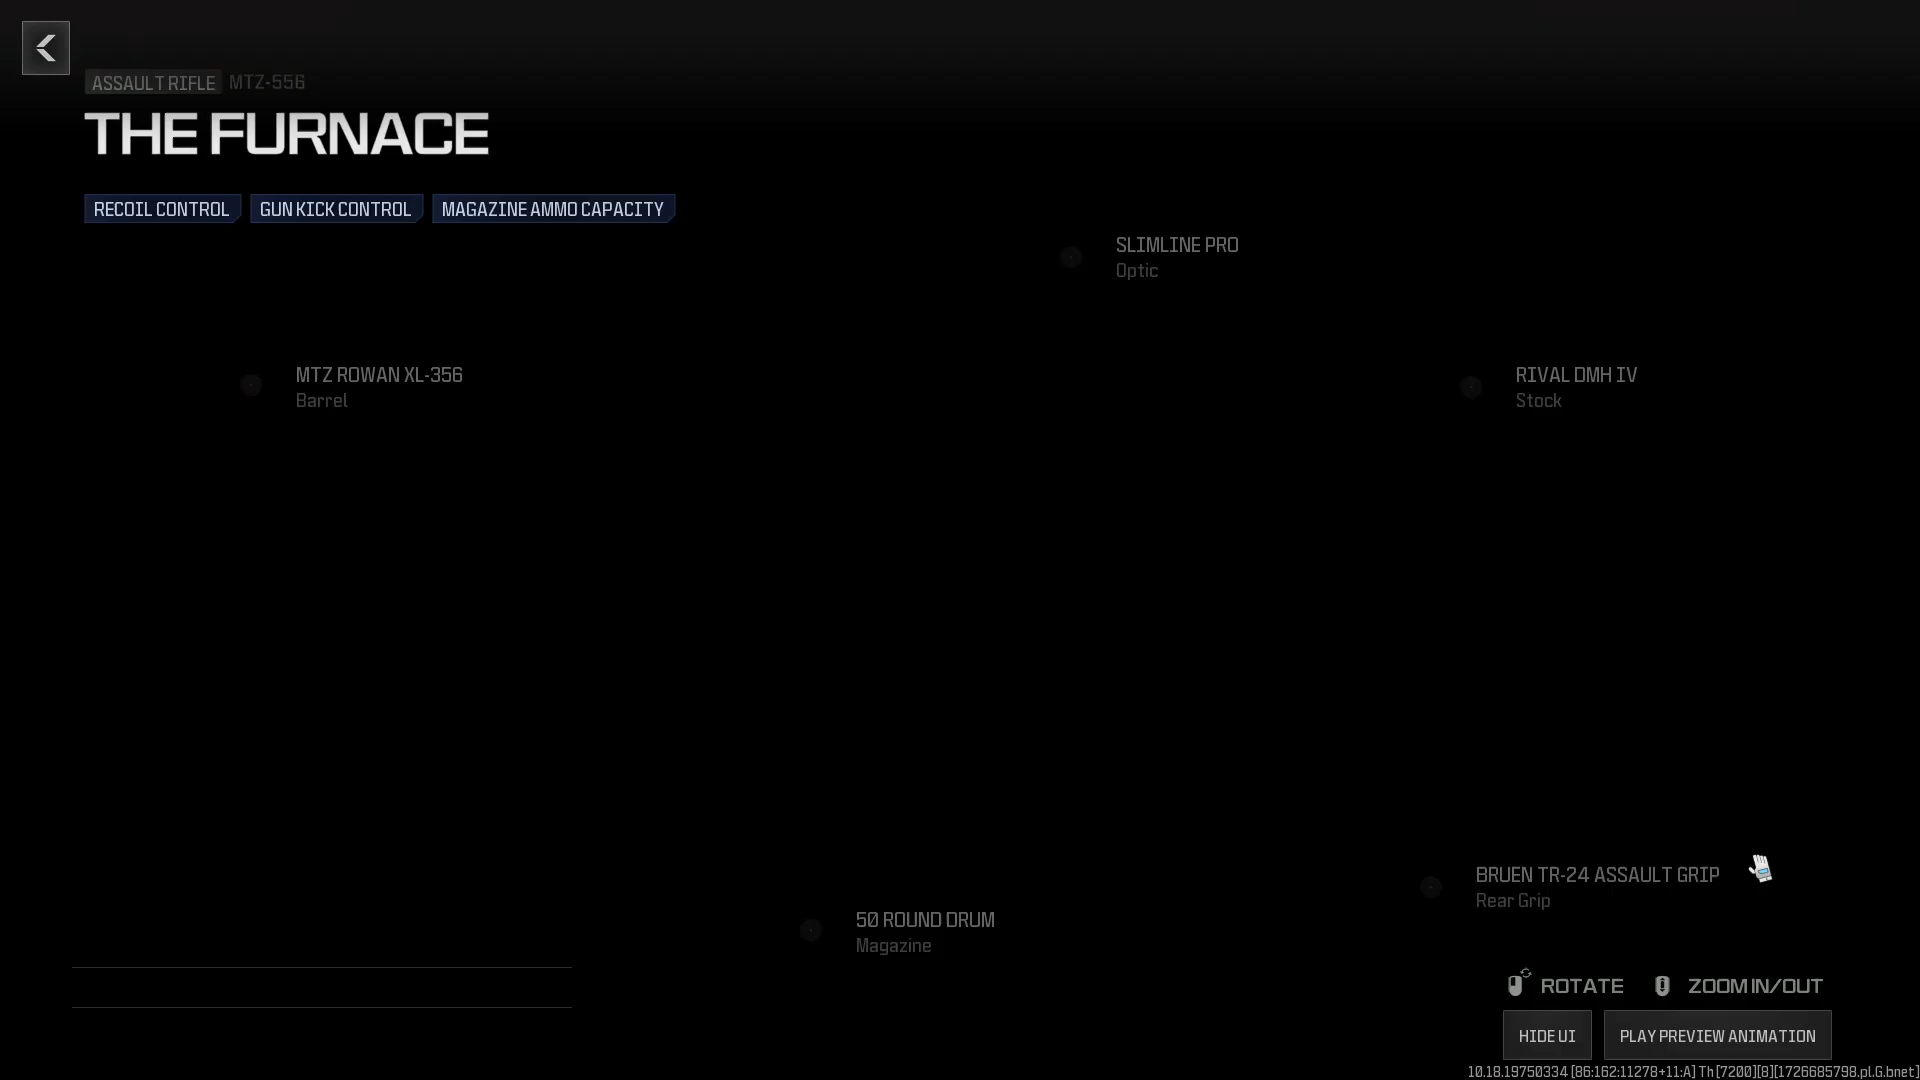 ASSAULT RIFLE MTZ-556
THE FURNACE
RECOIL CONTROL GUN KICK CONTROL MAGAZINE AMMO CAPACITY
SLIMLINE PRO
Optic
MTZ ROWAN XL-356
Barrel
RIVAL DMH IV
Stock
BRUEN TR-24 ASSAULT GRIP
Rear Grip
50 ROUND DRUM
Magazine
ROTATE ZOOM IN/OUT
HIDE UI PLAY PREVIEW ANIMATION
10.18.19750334 [86:162:11278+11:A] Th [7200][8][1726685798.pl.G.bnet]